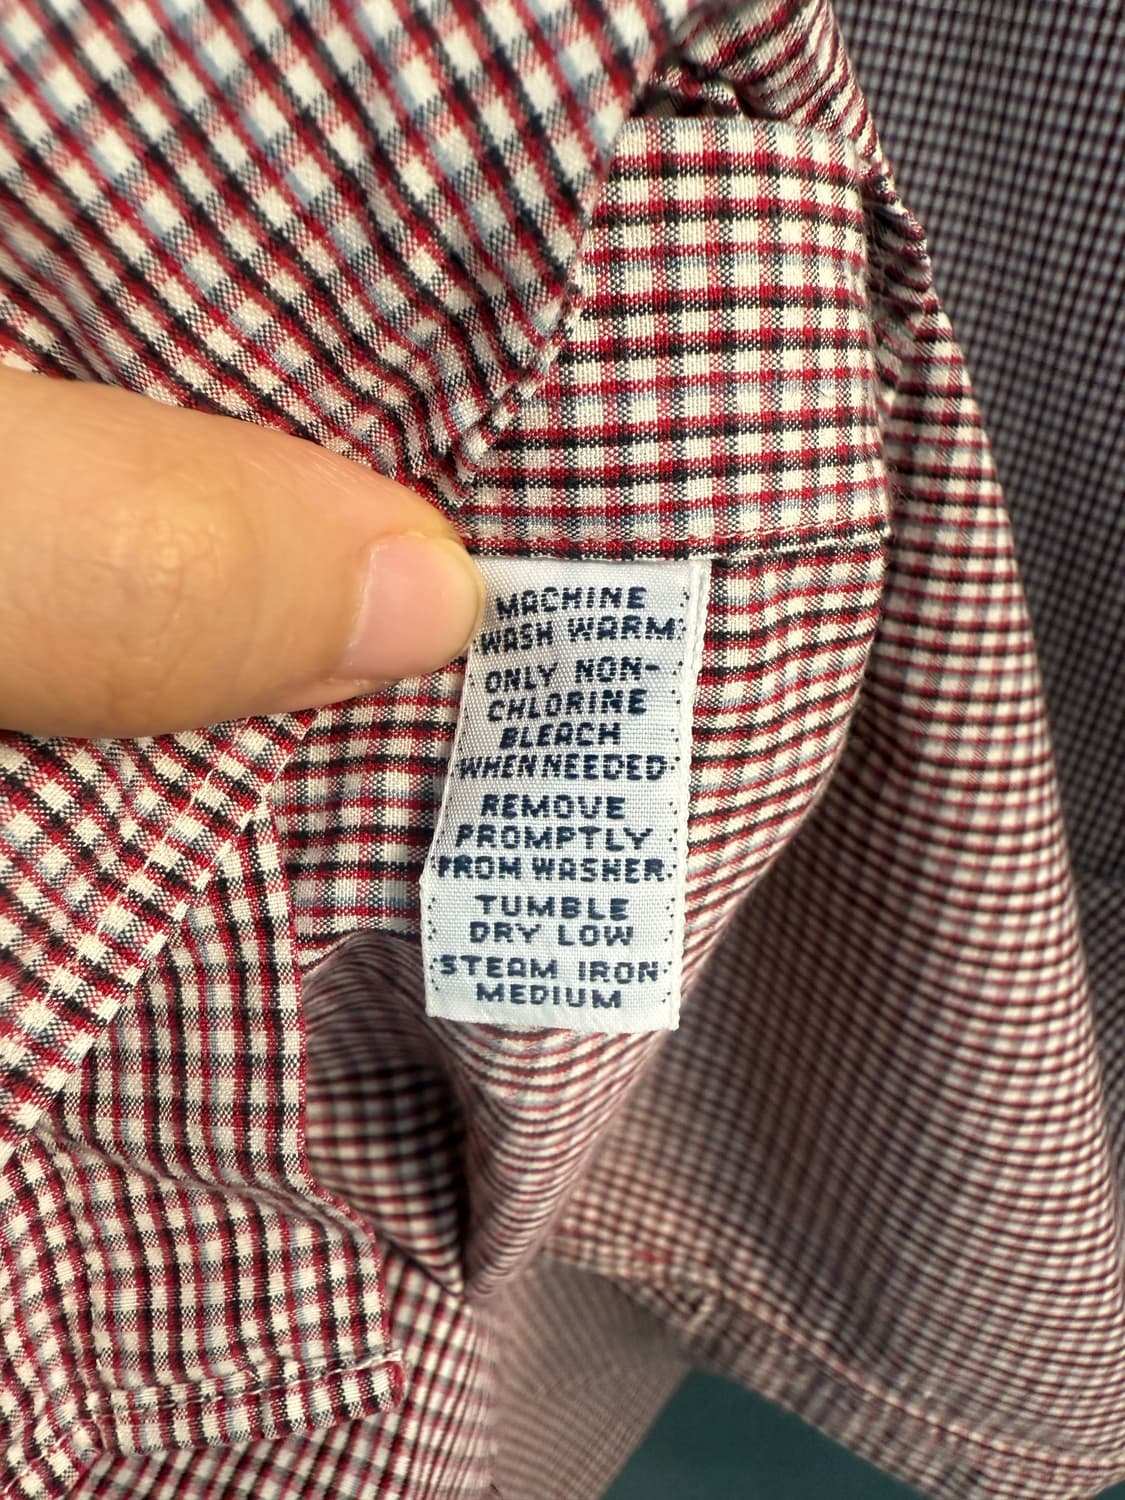 MACHINE
WASH WARM
ONLY NON-
CHLORINE
BLEACH
WHEN NEEDED
REMOVE
PROMPTLY
FROM WASHER
TUMBLE
DRY LOW
STEAM IRON
MEDIUM